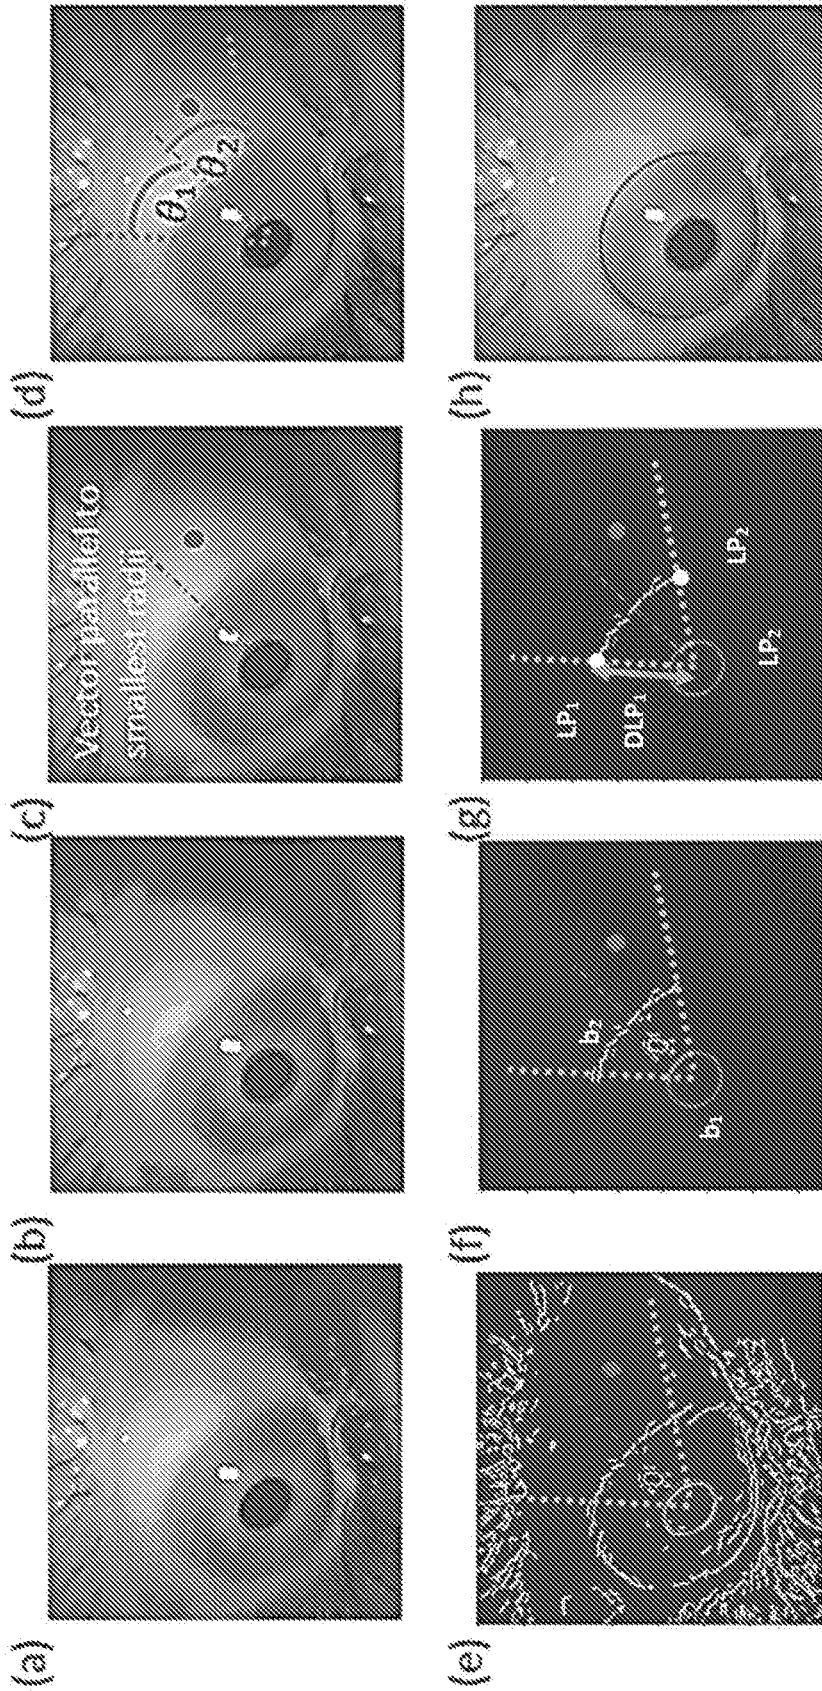 (a)
(b)
(c)
Vector parallel to
smallest radii
(d)
θ₁
θ₂
(e)
(f)
b₂
b₁
(g)
LP₁
DLP₁
LP₂
LP₂
(h)